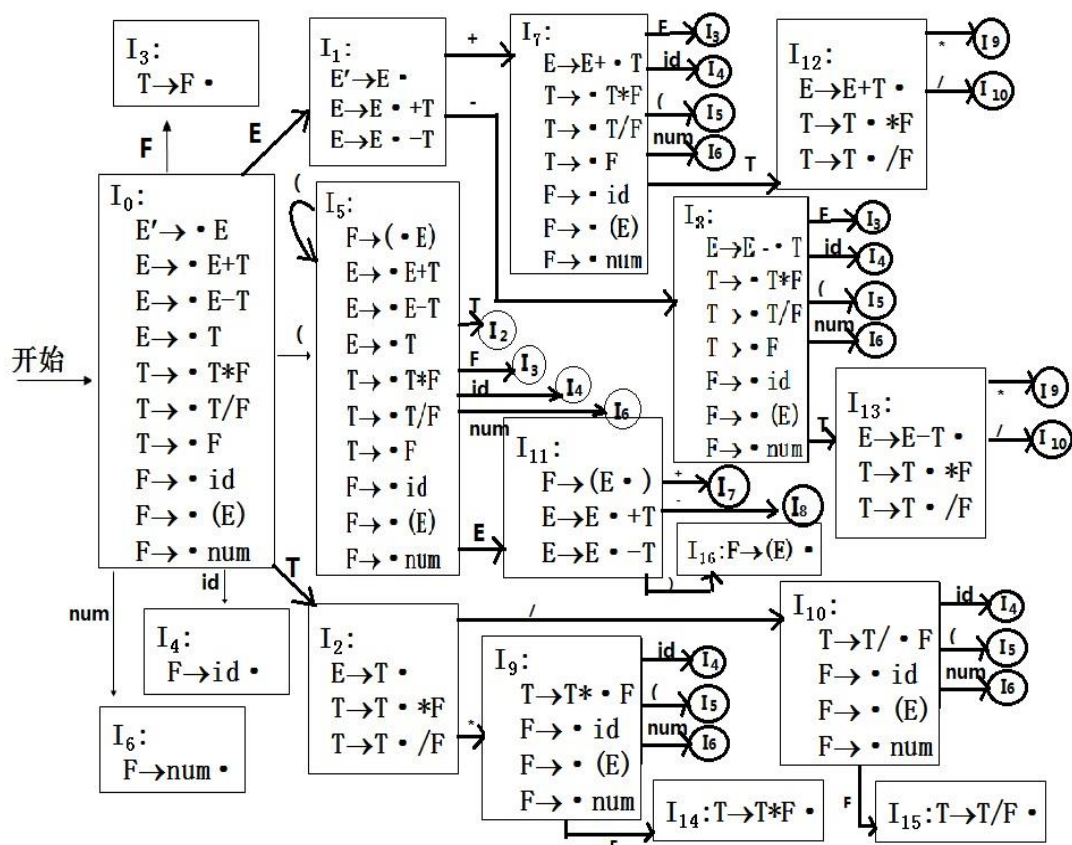 I3:
T→F·
F
E
I1:
E′→E·
E→E·+T
E→E·-T
+
-
I7:
E→E+·T
T→·T*F
T→·T/F
T→·F
F→·id
F→·(E)
F→·num
F
I3
id
I4
(
I5
num
I6
T
I12:
E→E+T·
T→T·*F
T→T·/F
*
I9
/
I10
开始
I0:
E′→·E
E→·E+T
E→·E-T
E→·T
T→·T*F
T→·T/F
T→·F
F→·id
F→·(E)
F→·num
(
(
I5:
F→(·E)
E→·E+T
E→·E-T
E→·T
T→·T*F
T→·T/F
T→·F
F→·id
F→·(E)
F→·num
T
I2
F
I3
id
I4
num
I6
E
I8:
E→E-·T
T→·T*F
T→·T/F
T→·F
F→·id
F→·(E)
F→·num
F
I3
id
I4
(
I5
num
I6
T
I13:
E→E-T·
T→T·*F
T→T·/F
*
I9
/
I10
I11:
F→(E·)
E→E·+T
E→E·-T
+
I7
-
I8
)
I16:F→(E)·
T
id
num
I4:
F→id·
I6:
F→num·
I2:
E→T·
T→T·*F
T→T·/F
/
*
I9:
T→T*·F
F→·id
F→·(E)
F→·num
id
I4
(
I5
num
I6
F
I14:T→T*F·
I10:
T→T/·F
F→·id
F→·(E)
F→·num
id
I4
(
I5
num
I6
F
I15:T→T/F·